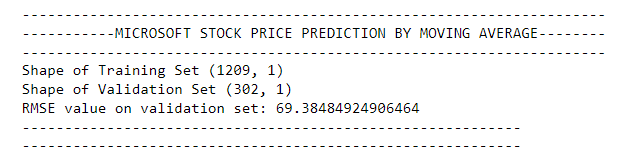 ---------------------------------------------------------------------------
------------MICROSOFT STOCK PRICE PREDICTION BY MOVING AVERAGE---------
---------------------------------------------------------------------------
Shape of Training Set (1209, 1)
Shape of Validation Set (302, 1)
RMSE value on validation set: 69.38484924906464
----------------------------------------------------------------
----------------------------------------------------------------